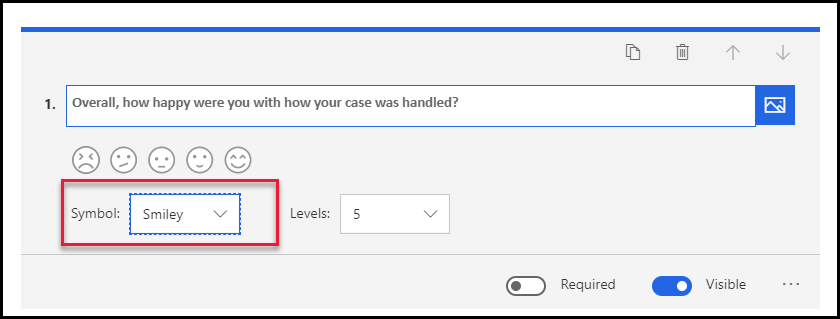 1. Overall, how happy were you with how your case was handled?
Symbol: Smiley Levels: 5
Required Visible